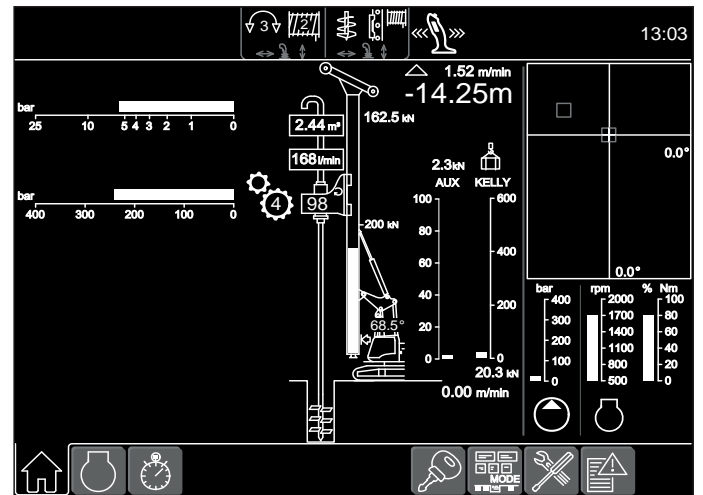 3 2 13:03
1.52 m/min
-14.25m
bar
25 10 5 4 3 2 1 0
2.44 m³
162.5 kN
168 l/min
0.0°
2.3kN
AUX KELLY
bar
400 300 200 100 0
4 98
200 kN
100 80 60 40 20 0
600 400 200 0
68.5°
20.3 kN
0.00 m/min
0.0°
bar rpm % Nm
400 300 200 100 0
2000 1700 1400 1100 800 500
100 80 60 40 20 0
MODE